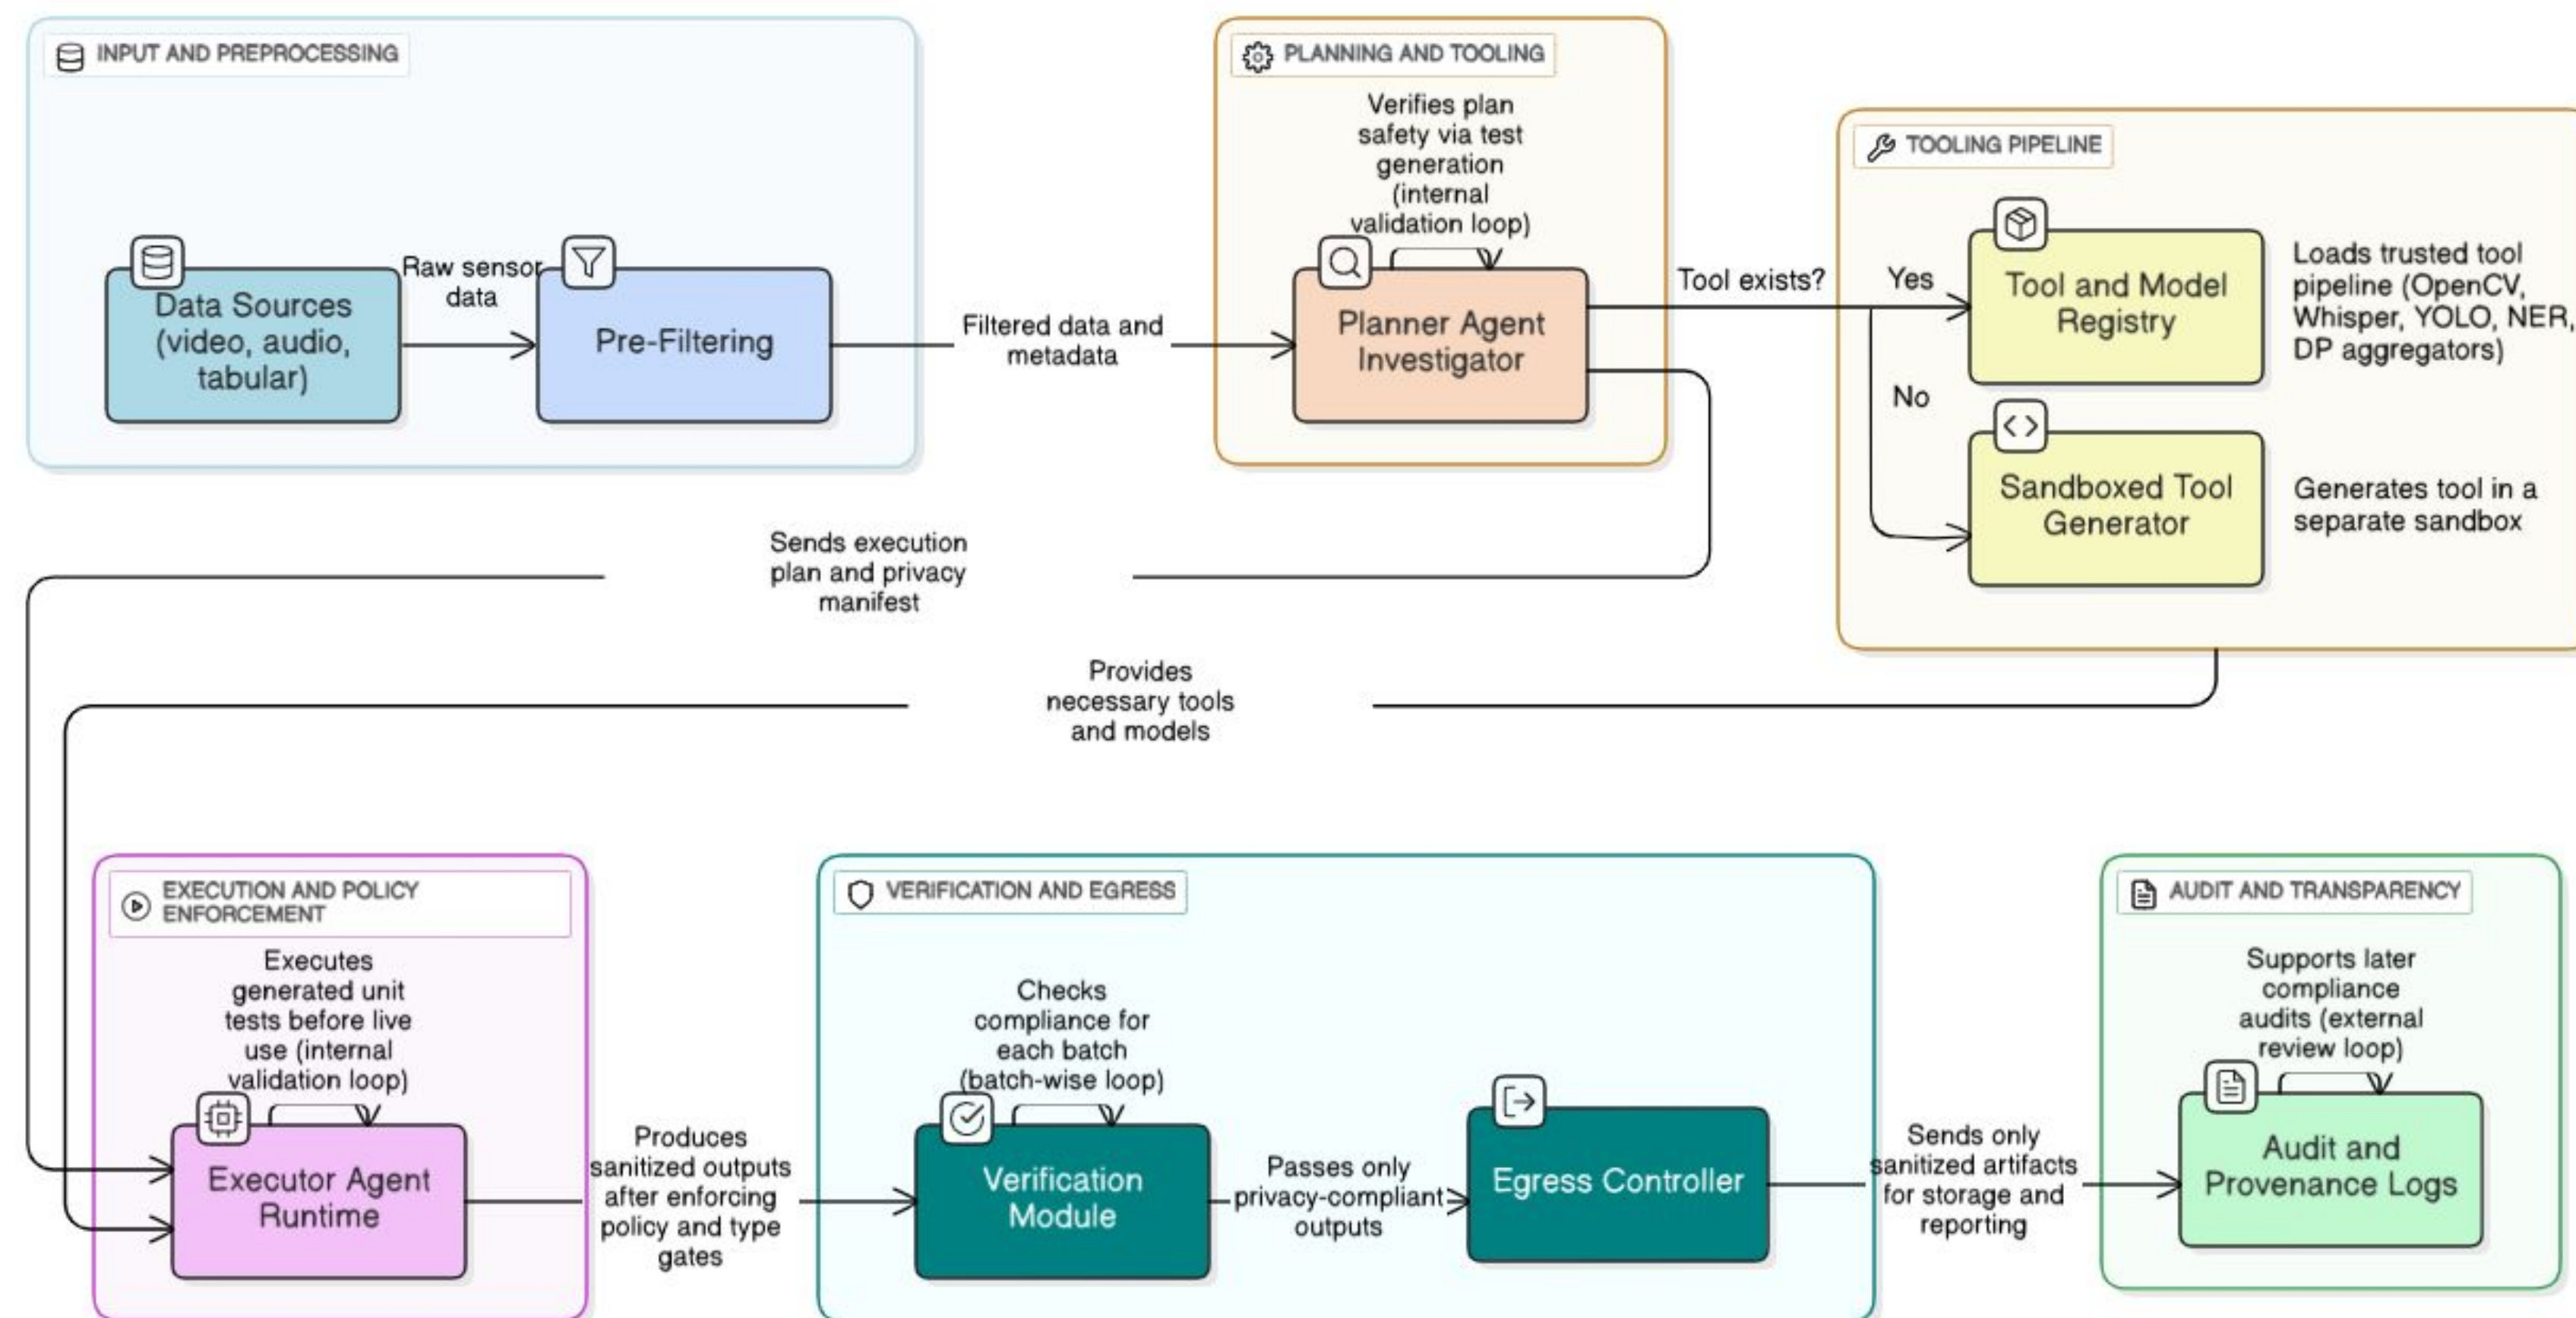 INPUT AND PREPROCESSING
Data Sources
(video, audio,
tabular)
Raw sensor
data
Pre-Filtering
Filtered data and
metadata
PLANNING AND TOOLING
Verifies plan
safety via test
generation
(internal
validation loop)
Planner Agent
Investigator
Tool exists?
Yes
No
TOOLING PIPELINE
Tool and Model
Registry
Loads trusted tool
pipeline (OpenCV,
Whisper, YOLO, NER,
DP aggregators)
Sandboxed Tool
Generator
Generates tool in a
separate sandbox
Sends execution
plan and privacy
manifest
Provides
necessary tools
and models
EXECUTION AND POLICY
ENFORCEMENT
Executes
generated unit
tests before live
use (internal
validation loop)
Executor Agent
Runtime
Produces
sanitized outputs
after enforcing
policy and type
gates
VERIFICATION AND EGRESS
Checks
compliance for
each batch
(batch-wise loop)
Verification
Module
Passes only
privacy-compliant
outputs
Egress Controller
Sends only
sanitized artifacts
for storage and
reporting
AUDIT AND TRANSPARENCY
Supports later
compliance
audits (external
review loop)
Audit and
Provenance Logs